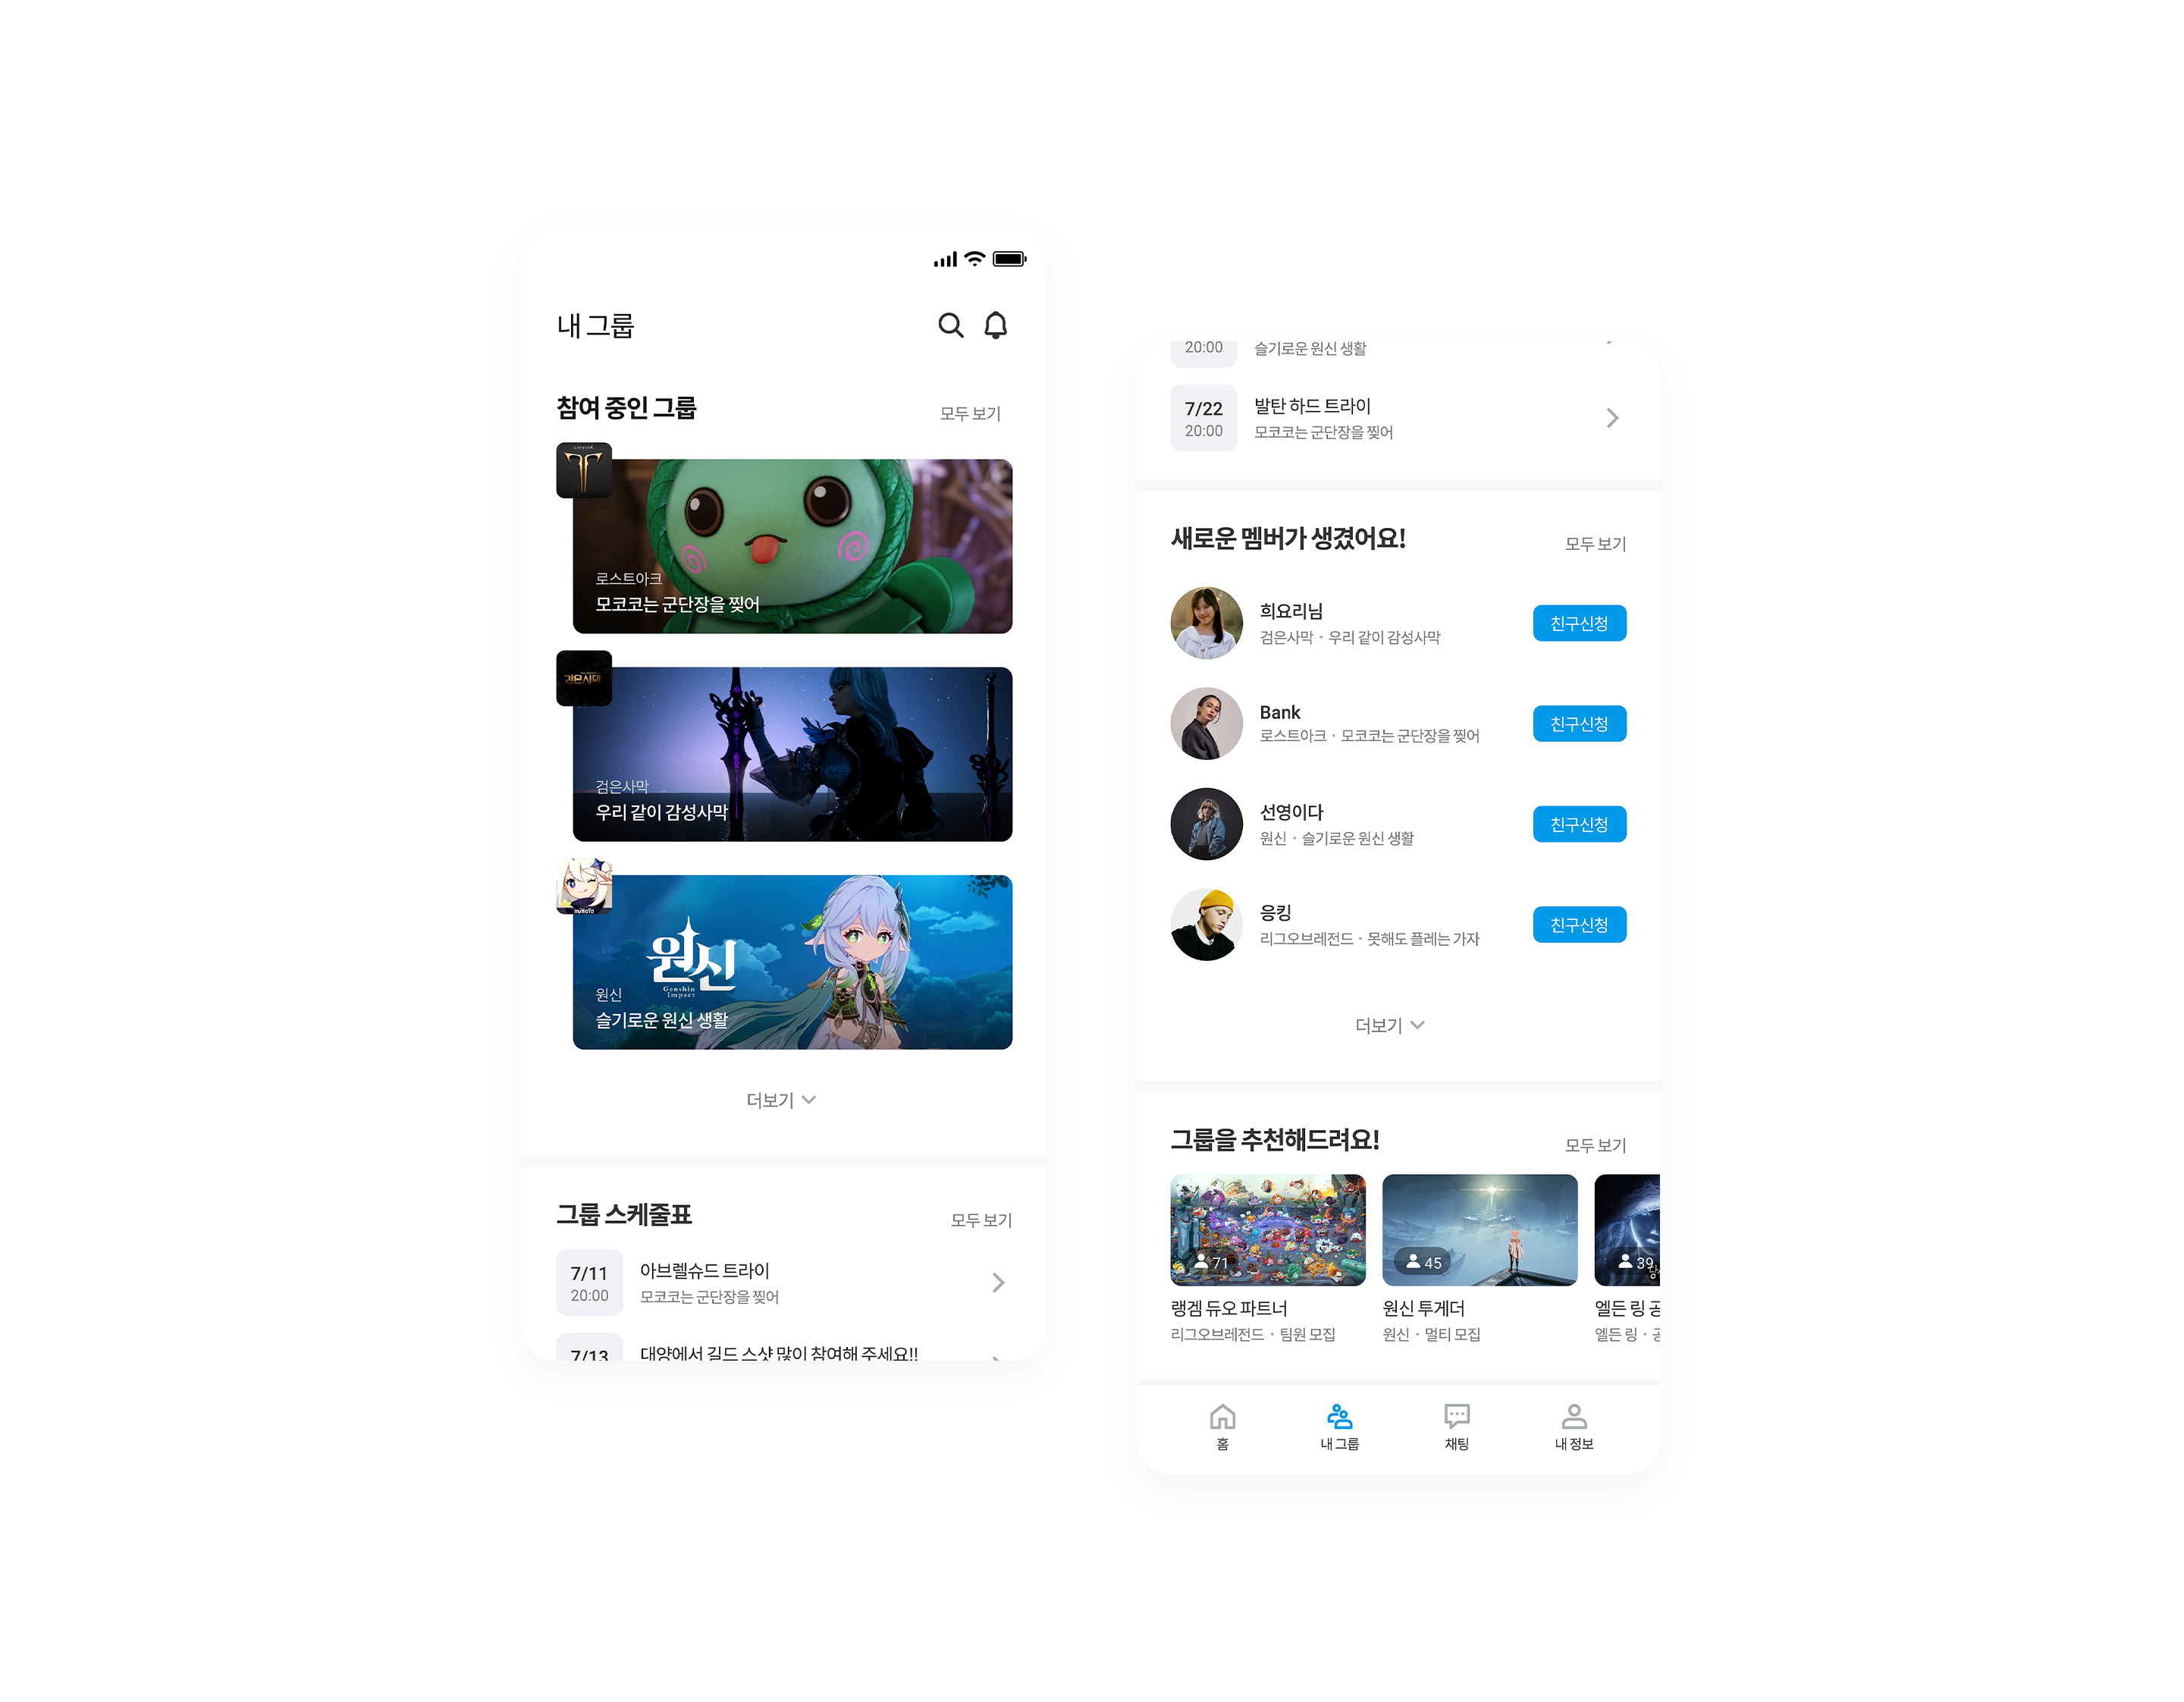 내 그룹
참여 중인 그룹
모두 보기
로스트아크
모코코는 군단장을 찢어
검은사막
검은사막
우리 같이 감성사막
miHoYo
원신
Genshin
Impact
원신
슬기로운 원신 생활
더보기
그룹 스케줄표
모두 보기
7/11
20:00
아브렐슈드 트라이
모코코는 군단장을 찢어
7/13
대양에서 길드 스샷 많이 참여해 주세요!!
20:00
슬기로운 원신 생활
7/22
20:00
발탄 하드 트라이
모코코는 군단장을 찢어
새로운 멤버가 생겼어요!
모두 보기
희요리님
검은사막 • 우리 같이 감성사막
친구신청
Bank
로스트아크 • 모코코는 군단장을 찢어
친구신청
선영이다
원신 • 슬기로운 원신 생활
친구신청
응킹
리그오브레전드 • 못해도 플레는 가자
친구신청
더보기
그룹을 추천해드려요!
모두 보기
71
45
39
랭겜 듀오 파트너
리그오브레전드 • 팀원 모집
원신 투게더
원신 • 멀티 모집
엘든 링 공
엘든 링 • 공
홈
내 그룹
채팅
내 정보